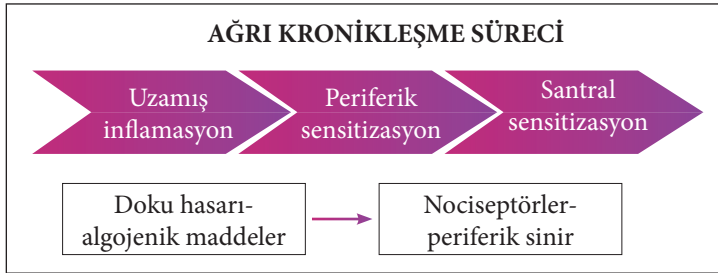 AĞRI KRONİKLEŞME SÜRECİ
Uzamış
inflamasyon
Periferik
sensitizasyon
Santral
sensitizasyon
Doku hasarı-
algojenik maddeler
Nociseptörler-
periferik sinir